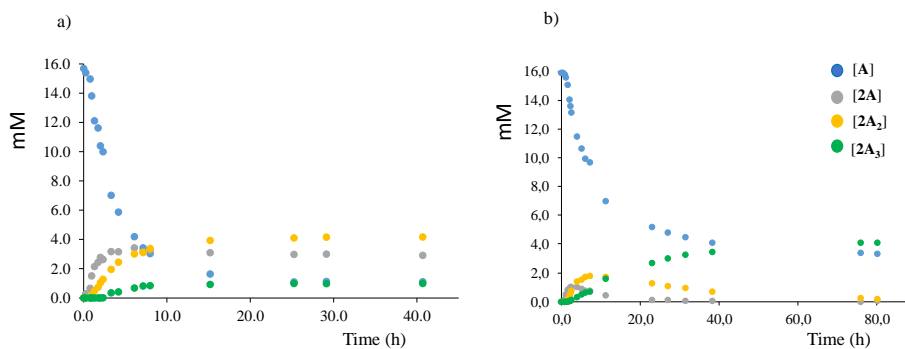 a)
16.0
14.0
12.0
10.0
8.0
6.0
4.0
2.0
0.0
mM
0.0 10.0 20.0 30.0 40.0
Time (h)
b)
16,0
14,0
12,0
10,0
8,0
6,0
4,0
2,0
0,0
mM
0,0 20,0 40,0 60,0 80,0
Time (h)
[A]
[2A]
[2A₂]
[2A₃]